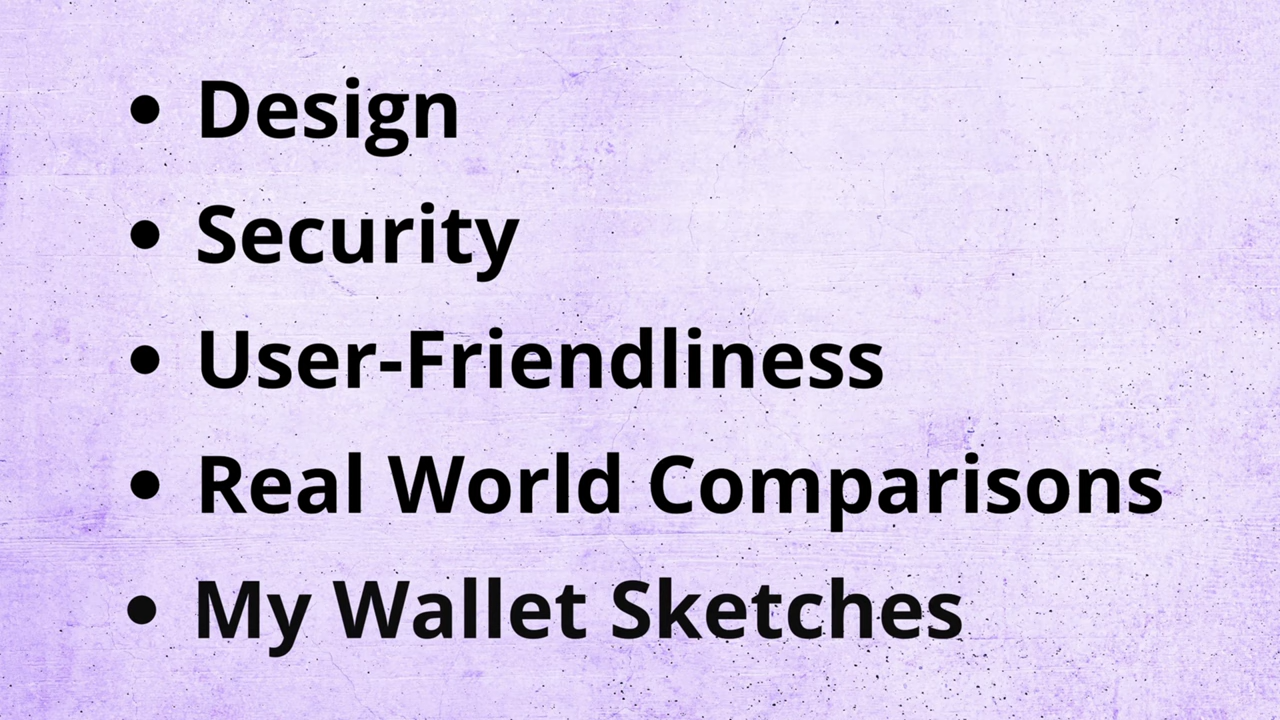 • Design
• Security
• User-Friendliness
• Real World Comparisons
• My Wallet Sketches